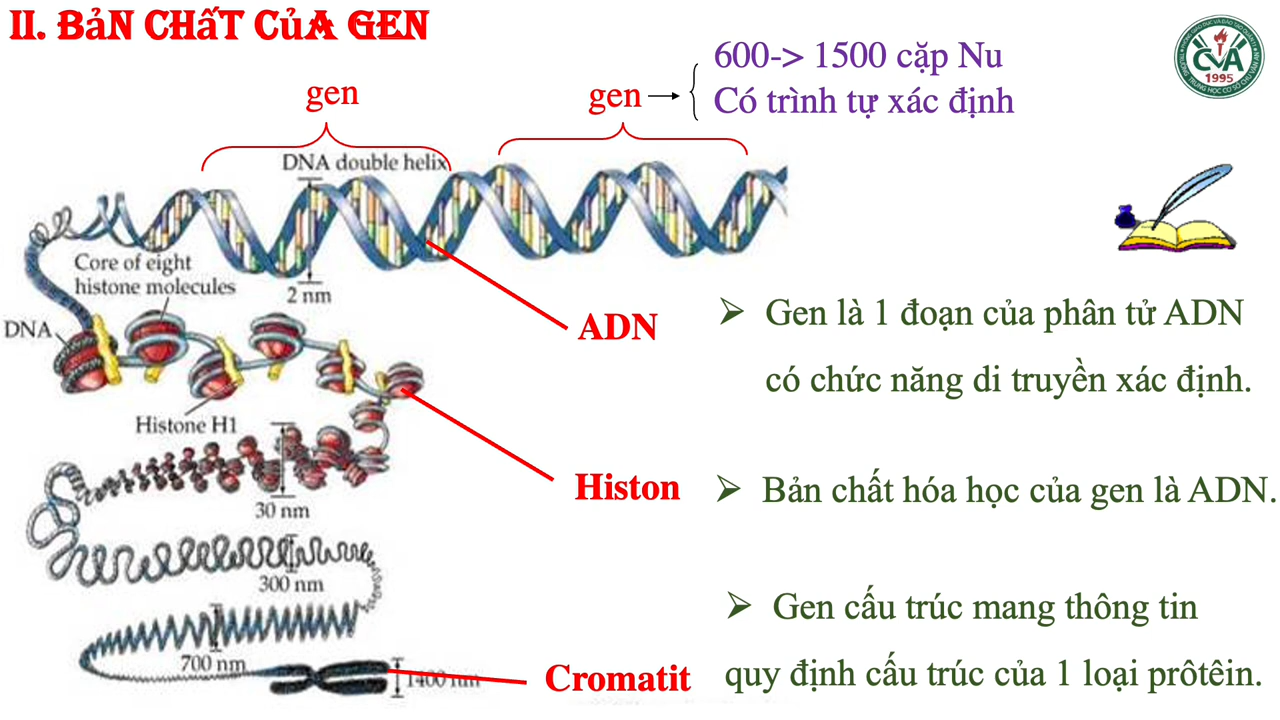 II. BẢN CHẤT CỦA GEN
gen
gen
600-> 1500 cặp Nu
Có trình tự xác định
CVA
1995
DNA double helix
2 nm
Core of eight
histone molecules
DNA
Histone H1
30 nm
300 nm
700 nm
1400 nm
ADN
Histon
Cromatit
Gen là 1 đoạn của phân tử ADN
có chức năng di truyền xác định.
Bản chất hóa học của gen là ADN.
Gen cấu trúc mang thông tin
quy định cấu trúc của 1 loại prôtêin.